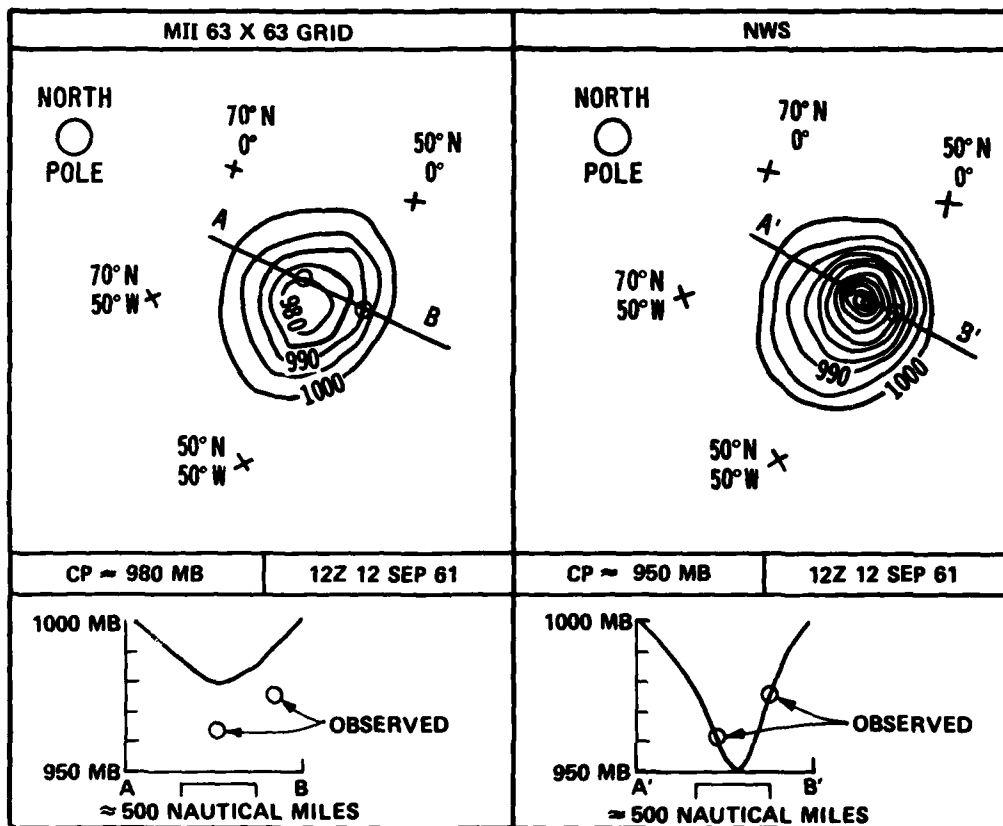 MII 63 X 63 GRID
NORTH
POLE
70° N
0°
50° N
0°
A
70° N
50° W
B
980
990
1000
50° N
50° W
CP ≈ 980 MB
12Z 12 SEP 61
1000 MB
OBSERVED
950 MB
A
B
≈ 500 NAUTICAL MILES
NWS
NORTH
POLE
70° N
0°
50° N
0°
A'
70° N
50° W
B'
990
1000
50° N
50° W
CP ≈ 950 MB
12Z 12 SEP 61
1000 MB
OBSERVED
950 MB
A'
B'
≈ 500 NAUTICAL MILES